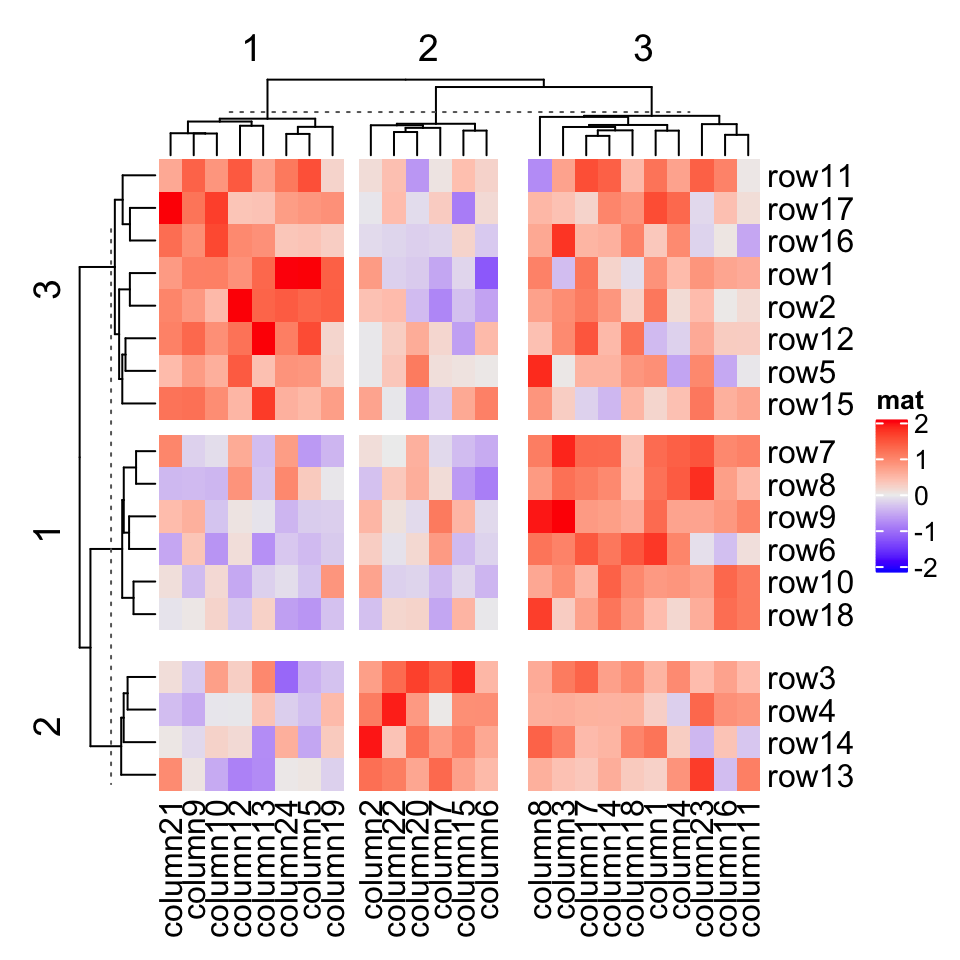 1 2 3
3
1
2
row11
row17
row16
row1
row2
row12
row5
row15
row7
row8
row9
row6
row10
row18
row3
row4
row14
row13
mat
2
1
0
-1
-2
column21
column9
column10
column12
column13
column24
column5
column19
column2
column22
column20
column7
column15
column6
column8
column3
column17
column14
column18
column1
column4
column23
column16
column11